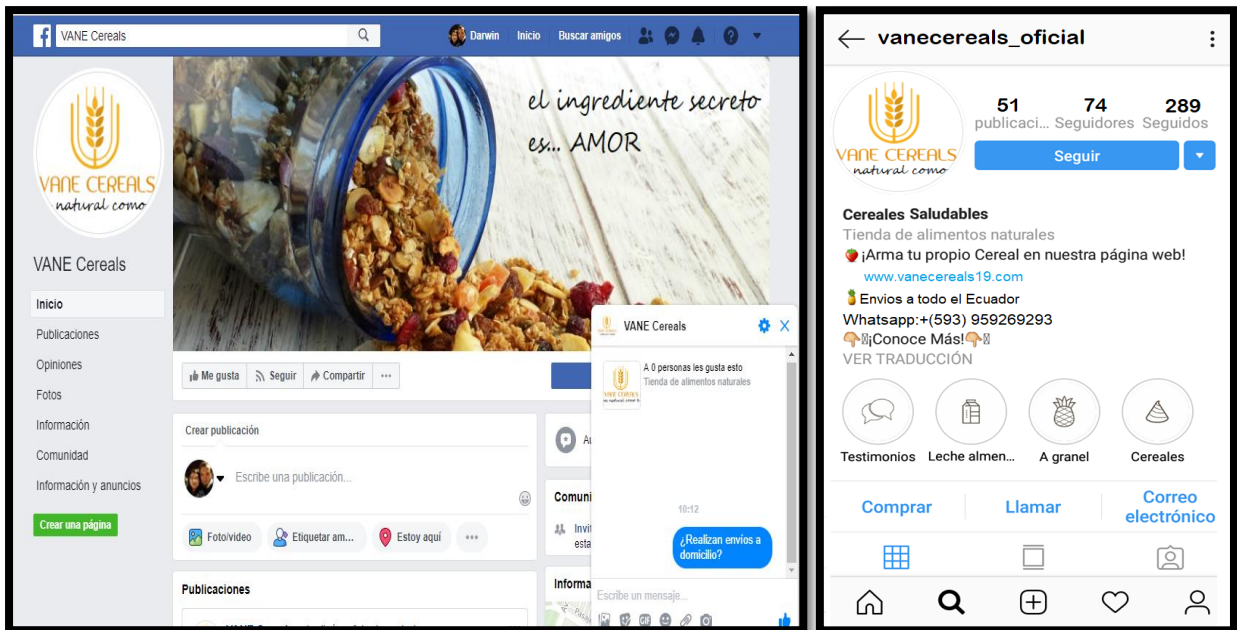 VANE Cereals
Darwin
Inicio
Buscar amigos
VANE CEREALS
natural como
VANE Cereals
Inicio
Publicaciones
Opiniones
Fotos
Información
Comunidad
Información y anuncios
Crear una página
el ingrediente secreto
es... AMOR
Me gusta
Seguir
Compartir
Crear publicación
Escribe una publicación...
Foto/video
Etiquetar am...
Estoy aquí
Publicaciones
Comuni
Invit
esta
Informa
VANE Cereals
A 0 personas les gusta esto
Tienda de alimentos naturales
10:12
¿Realizan envíos a
domicilio?
Escribe un mensaje...
GIF
vanecereals_oficial
VANE CEREALS
natural como
51
publicaci...
74
Seguidores
289
Seguidos
Seguir
Cereales Saludables
Tienda de alimentos naturales
¡Arma tu propio Cereal en nuestra página web!
www.vanecereals19.com
Envios a todo el Ecuador
Whatsapp:+(593) 959269293
¡Conoce Más!
VER TRADUCCIÓN
Testimonios
Leche almen...
A granel
Cereales
Comprar
Llamar
Correo
electrónico